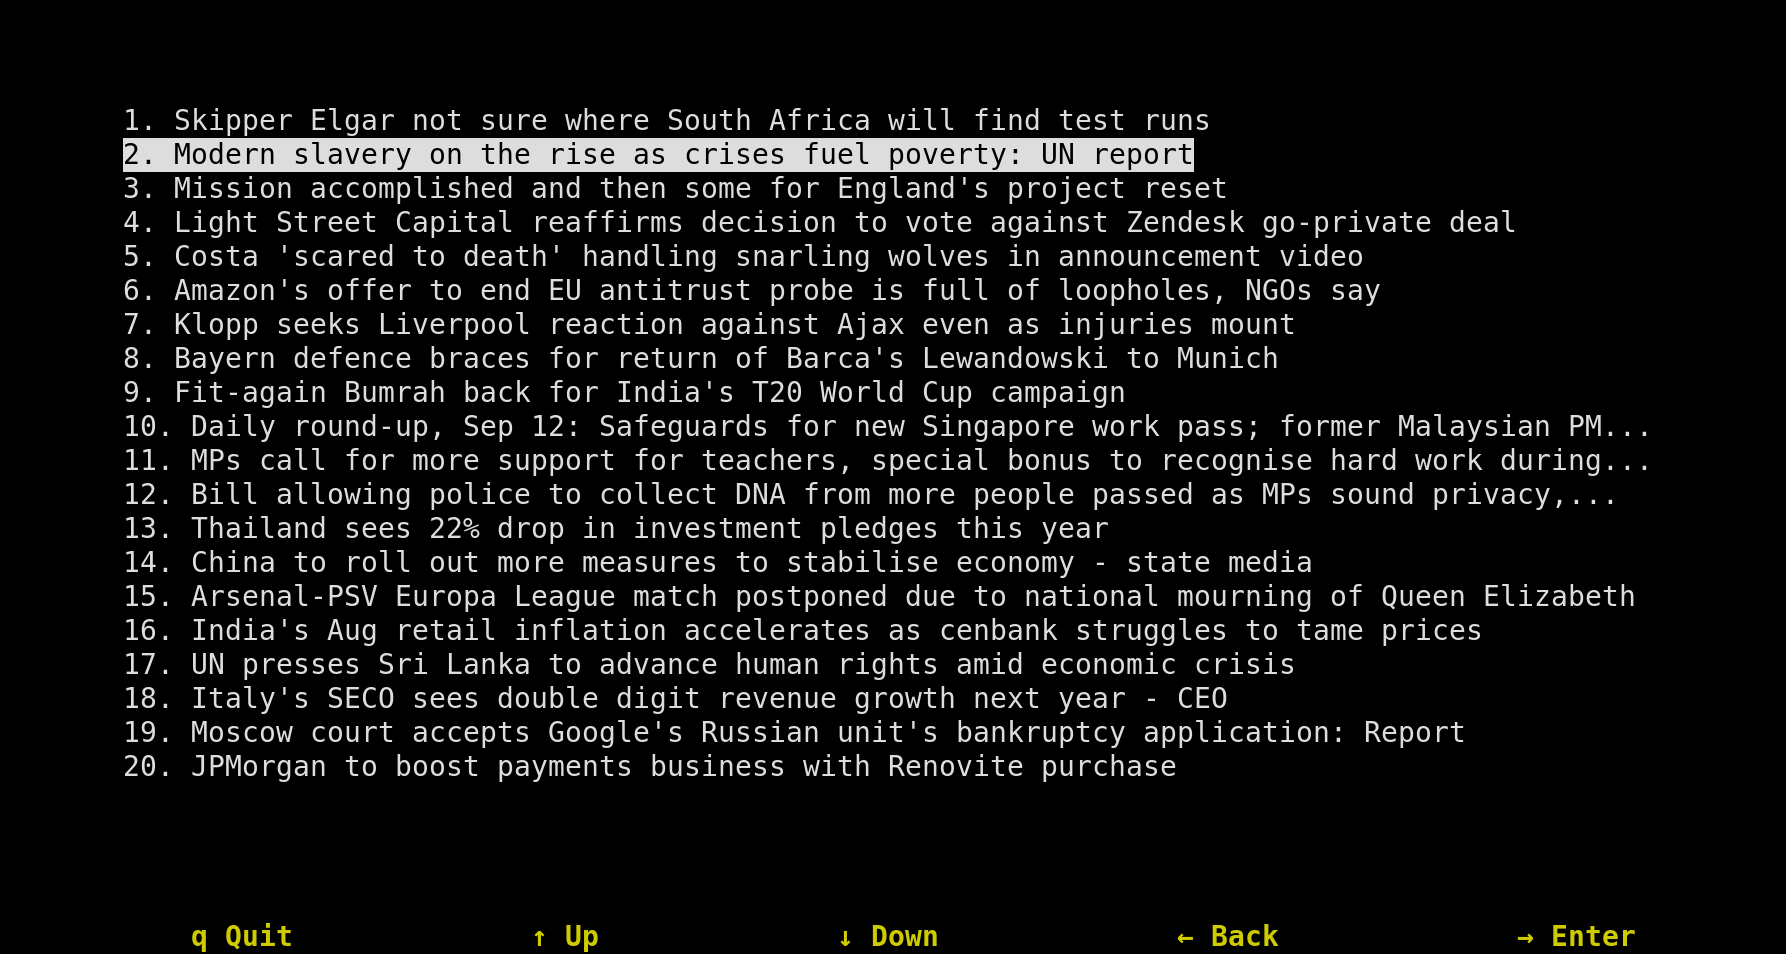 1. Skipper Elgar not sure where South Africa will find test runs
2. Modern slavery on the rise as crises fuel poverty: UN report
3. Mission accomplished and then some for England's project reset
4. Light Street Capital reaffirms decision to vote against Zendesk go-private deal
5. Costa 'scared to death' handling snarling wolves in announcement video
6. Amazon's offer to end EU antitrust probe is full of loopholes, NGOs say
7. Klopp seeks Liverpool reaction against Ajax even as injuries mount
8. Bayern defence braces for return of Barca's Lewandowski to Munich
9. Fit-again Bumrah back for India's T20 World Cup campaign
10. Daily round-up, Sep 12: Safeguards for new Singapore work pass; former Malaysian PM...
11. MPs call for more support for teachers, special bonus to recognise hard work during...
12. Bill allowing police to collect DNA from more people passed as MPs sound privacy,...
13. Thailand sees 22% drop in investment pledges this year
14. China to roll out more measures to stabilise economy - state media
15. Arsenal-PSV Europa League match postponed due to national mourning of Queen Elizabeth
16. India's Aug retail inflation accelerates as cenbank struggles to tame prices
17. UN presses Sri Lanka to advance human rights amid economic crisis
18. Italy's SECO sees double digit revenue growth next year - CEO
19. Moscow court accepts Google's Russian unit's bankruptcy application: Report
20. JPMorgan to boost payments business with Renovite purchase
q Quit ↑ Up ↓ Down ← Back → Enter